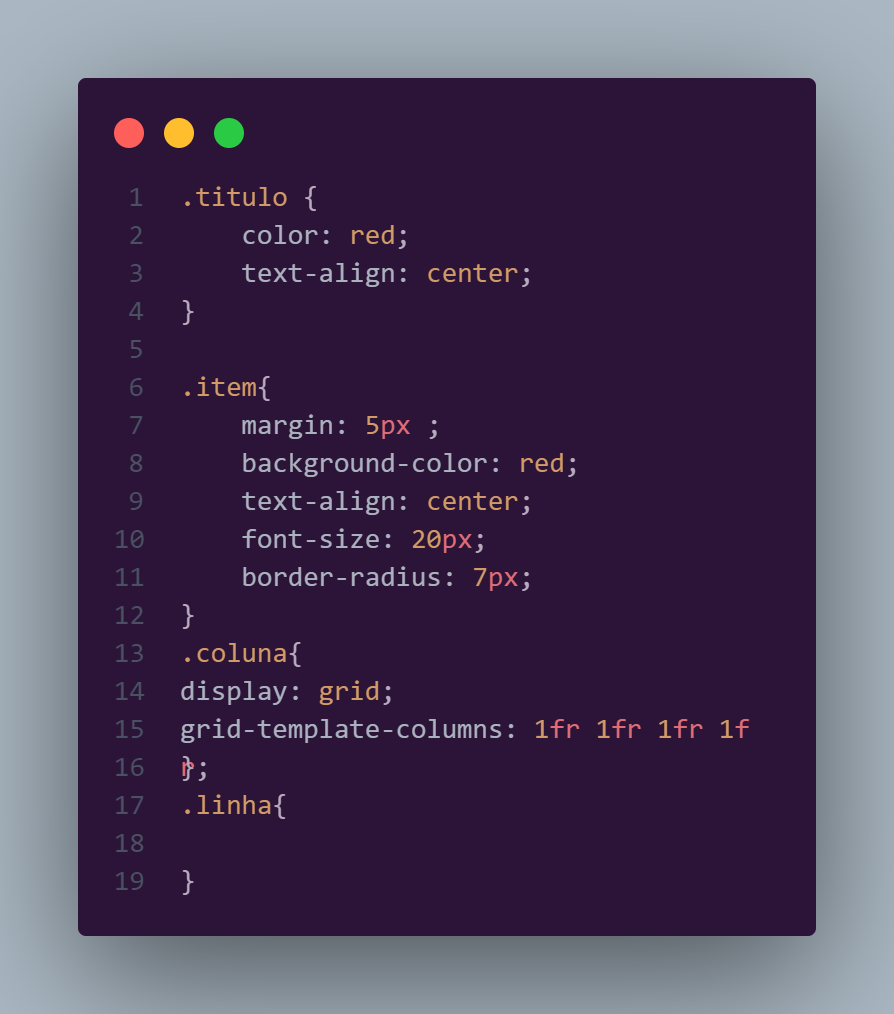 1 .titulo {
2     color: red;
3     text-align: center;
4 }
5
6 .item{
7     margin: 5px ;
8     background-color: red;
9     text-align: center;
10     font-size: 20px;
11     border-radius: 7px;
12 }
13 .coluna{
14 display: grid;
15 grid-template-columns: 1fr 1fr 1fr 1f
r;
16 }
17 .linha{
18
19 }